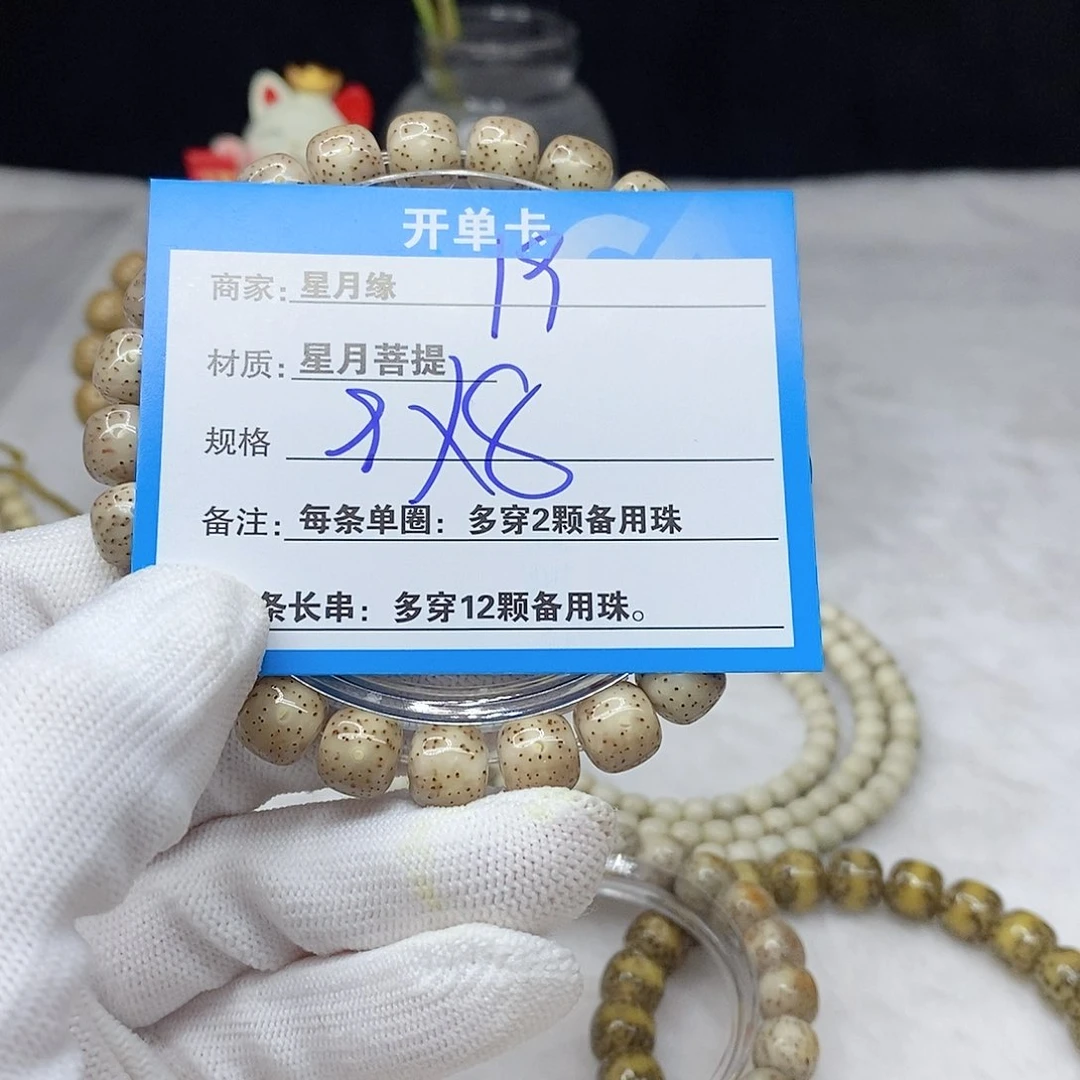 开单卡
商家：星月缘
材质：星月菩提
规格 X8
备注：每条单圈：多穿2颗备用珠
条长串：多穿12颗备用珠。